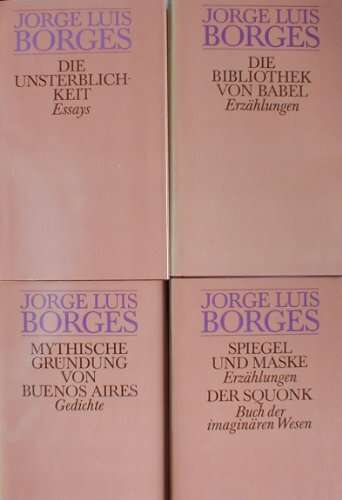 JORGE LUIS
BORGES
DIE
UNSTERBLICH-
KEIT
Essays
JORGE LUIS
BORGES
DIE
BIBLIOTHEK
VON BABEL
Erzählungen
JORGE LUIS
BORGES
MYTHISCHE
GRÜNDUNG
VON
BUENOS AIRES
Gedichte
JORGE LUIS
BORGES
SPIEGEL
UND MASKE
Erzählungen
DER SQUONK
Buch der
imaginären Wesen